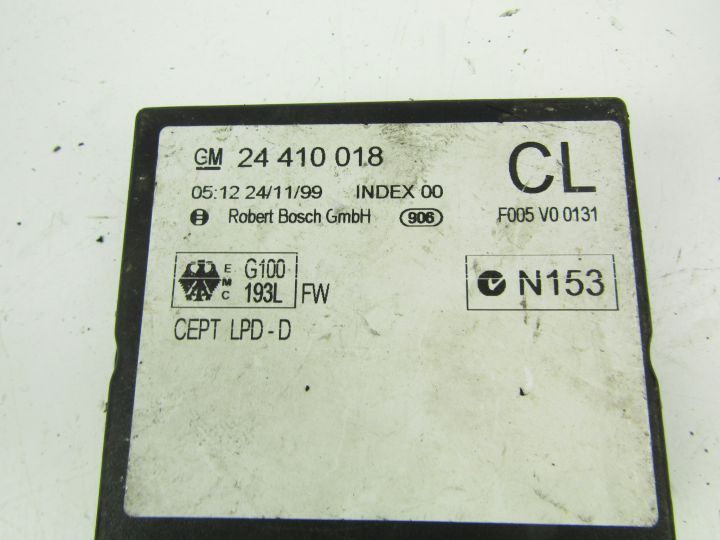 GM 24 410 018 CL
05:12 24/11/99 INDEX 00
Robert Bosch GmbH 906 F005 V0 0131
EMC G100 193L FW
N153
CEPT LPD - D